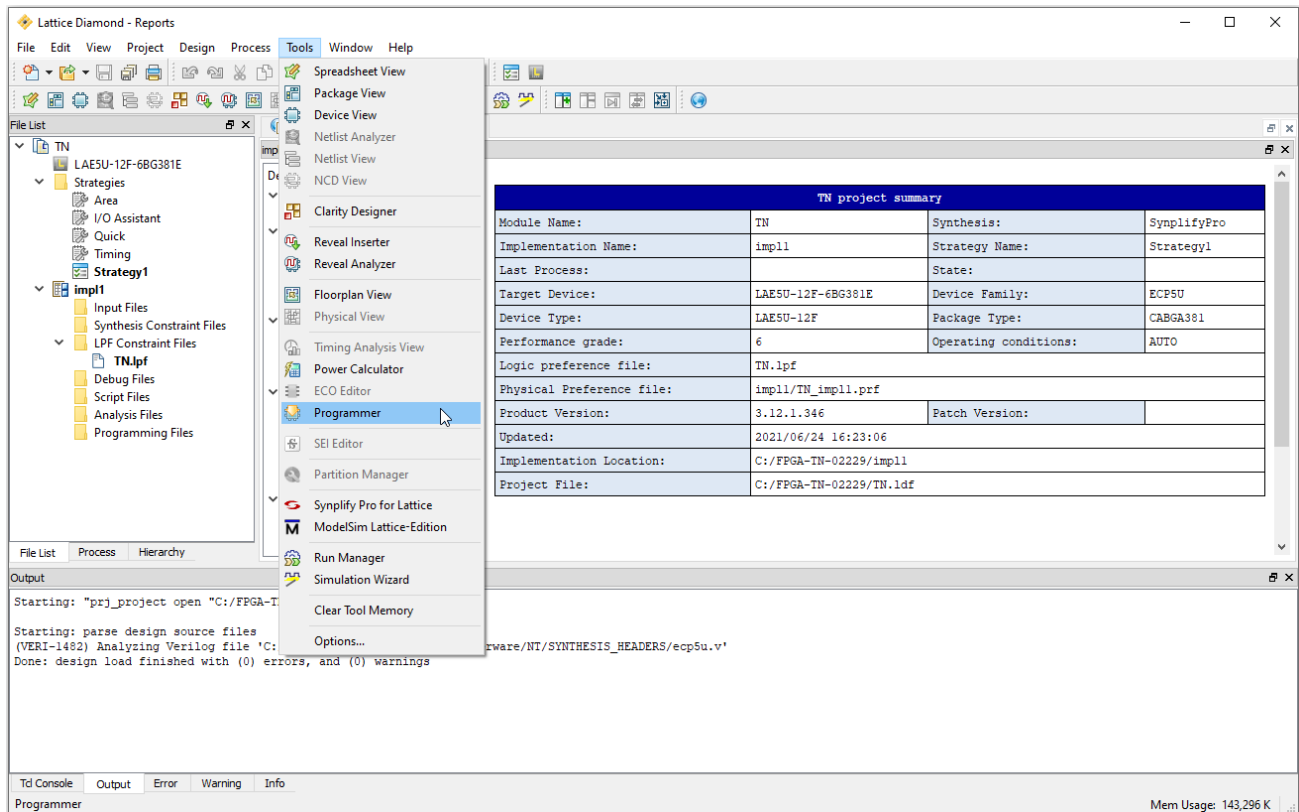 Lattice Diamond - Reports
File Edit View Project Design Process Tools Window Help
File List
TN
LAE5U-12F-6BG381E
Strategies
Area
I/O Assistant
Quick
Timing
Strategy1
impl1
Input Files
Synthesis Constraint Files
LPF Constraint Files
TN.lpf
Debug Files
Script Files
Analysis Files
Programming Files
File List Process Hierarchy
Spreadsheet View
Package View
Device View
Netlist Analyzer
Netlist View
NCD View
Clarity Designer
Reveal Inserter
Reveal Analyzer
Floorplan View
Physical View
Timing Analysis View
Power Calculator
ECO Editor
Programmer
SEI Editor
Partition Manager
Synplify Pro for Lattice
ModelSim Lattice-Edition
Run Manager
Simulation Wizard
Clear Tool Memory
Options...
imp
De
TN project summary
Module Name: TN Synthesis: SynplifyPro
Implementation Name: impl1 Strategy Name: Strategy1
Last Process: State:
Target Device: LAE5U-12F-6BG381E Device Family: ECP5U
Device Type: LAE5U-12F Package Type: CABGA381
Performance grade: 6 Operating conditions: AUTO
Logic preference file: TN.lpf
Physical Preference file: impl1/TN_impl1.prf
Product Version: 3.12.1.346 Patch Version:
Updated: 2021/06/24 16:23:06
Implementation Location: C:/FPGA-TN-02229/impl1
Project File: C:/FPGA-TN-02229/TN.ldf
Output
Starting: "prj_project open "C:/FPGA-T
Starting: parse design source files
(VERI-1482) Analyzing Verilog file 'C: rware/NT/SYNTHESIS_HEADERS/ecp5u.v'
Done: design load finished with (0) errors, and (0) warnings
Tcl Console Output Error Warning Info
Programmer Mem Usage: 143,296 K